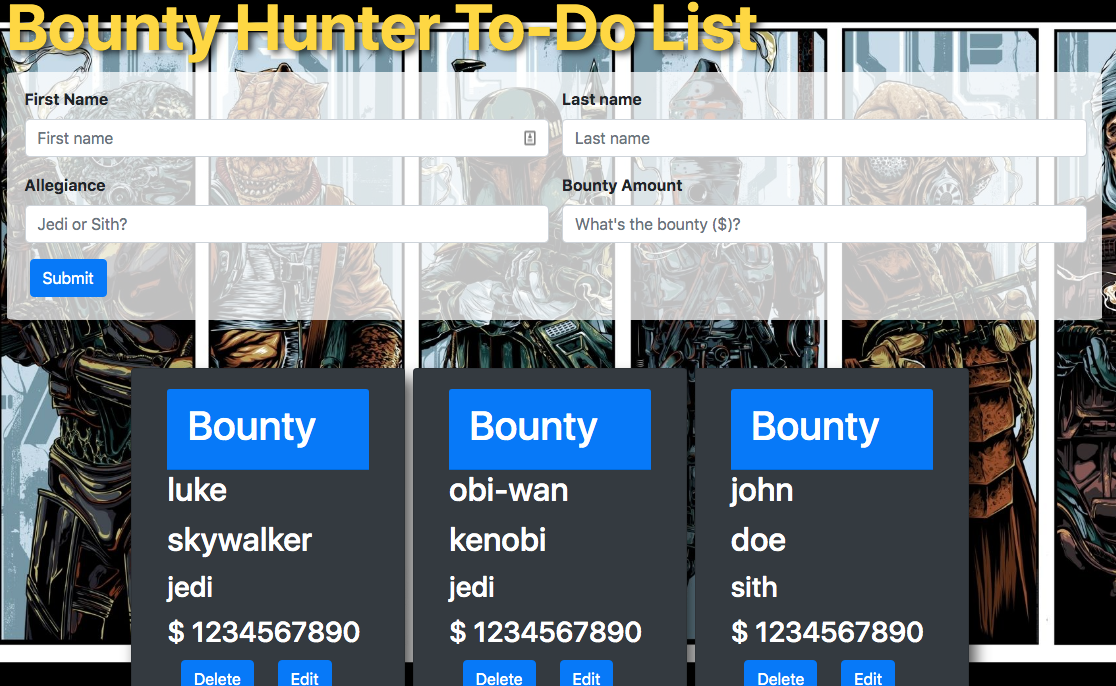 Bounty Hunter To-Do List
First Name Last name
First name Last name
Allegiance Bounty Amount
Jedi or Sith? What's the bounty ($)?
Submit
Bounty Bounty Bounty
luke obi-wan john
skywalker kenobi doe
jedi jedi sith
$ 1234567890 $ 1234567890 $ 1234567890
Delete Edit Delete Edit Delete Edit